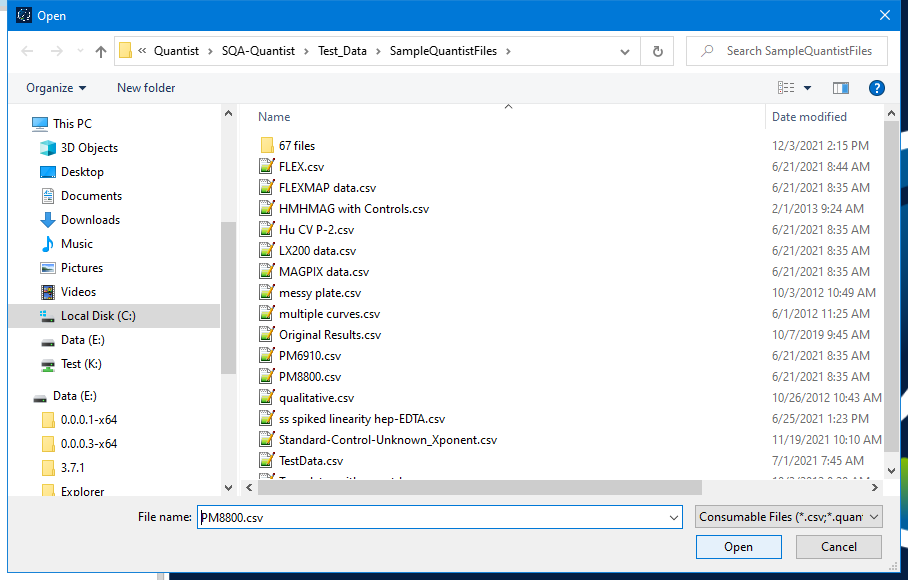 Open
« Quantist > SQA-Quantist > Test_Data > SampleQuantistFiles >
Search SampleQuantistFiles
Organize
New folder
This PC
3D Objects
Desktop
Documents
Downloads
Music
Pictures
Videos
Local Disk (C:)
Data (E:)
Test (K:)
Data (E:)
0.0.0.1-x64
0.0.0.3-x64
3.7.1
Explorer
Name Date modified
67 files 12/3/2021 2:15 PM
FLEX.csv 6/21/2021 8:44 AM
FLEXMAP data.csv 6/21/2021 8:35 AM
HMHMAG with Controls.csv 2/1/2013 9:24 AM
Hu CV P-2.csv 6/21/2021 8:35 AM
LX200 data.csv 6/21/2021 8:35 AM
MAGPIX data.csv 6/21/2021 8:35 AM
messy plate.csv 10/3/2012 10:49 AM
multiple curves.csv 6/1/2012 11:25 AM
Original Results.csv 10/7/2019 9:45 AM
PM6910.csv 6/21/2021 8:35 AM
PM8800.csv 6/21/2021 8:35 AM
qualitative.csv 10/26/2012 10:43 AM
ss spiked linearity hep-EDTA.csv 6/25/2021 1:23 PM
Standard-Control-Unknown_Xponent.csv 11/19/2021 10:10 AM
TestData.csv 7/1/2021 7:45 AM
File name: PM8800.csv
Consumable Files (*.csv;*.quan
Open
Cancel